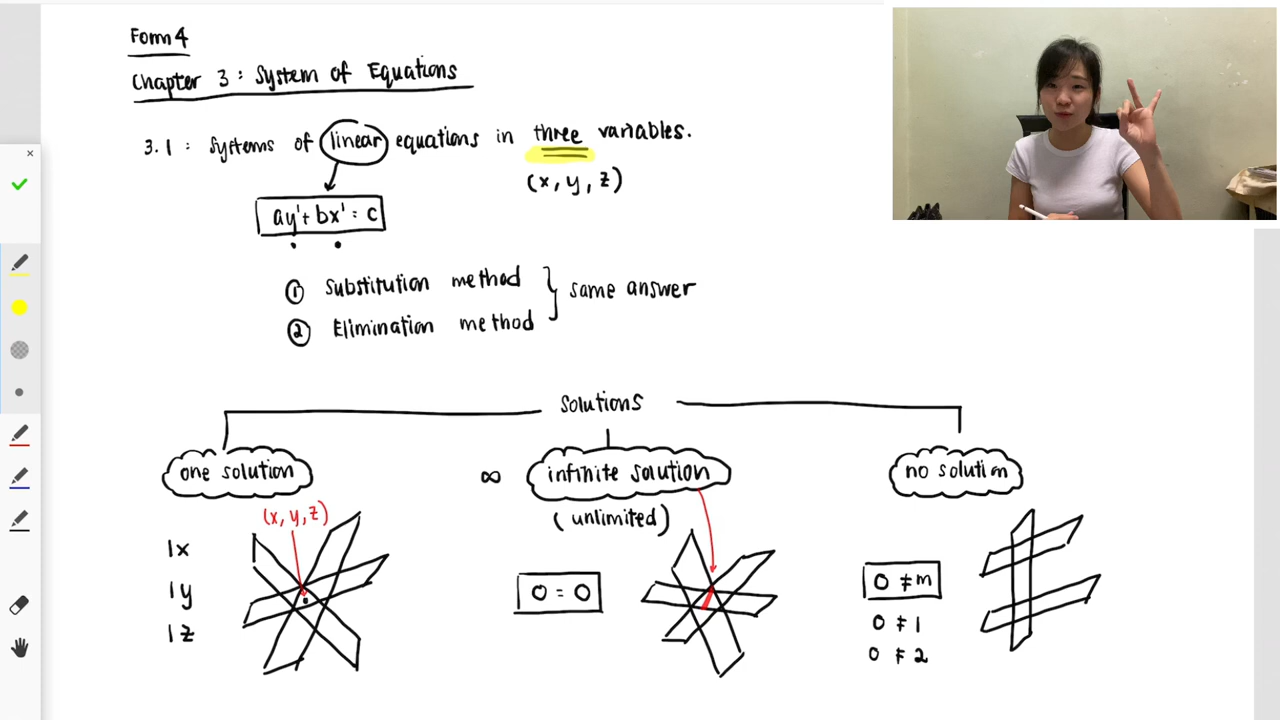 Form 4
Chapter 3 : System of Equations
3.1 : Systems of linear equations in three variables.
(x, y, z)
ay¹ + bx¹ = c
① Substitution method
② Elimination method
same answer
Solutions
one solution
∞ infinite solution
no solution
(x, y, z)
(unlimited)
1x
1y
1z
0 = 0
0 ≠ m
0 ≠ 1
0 ≠ 2